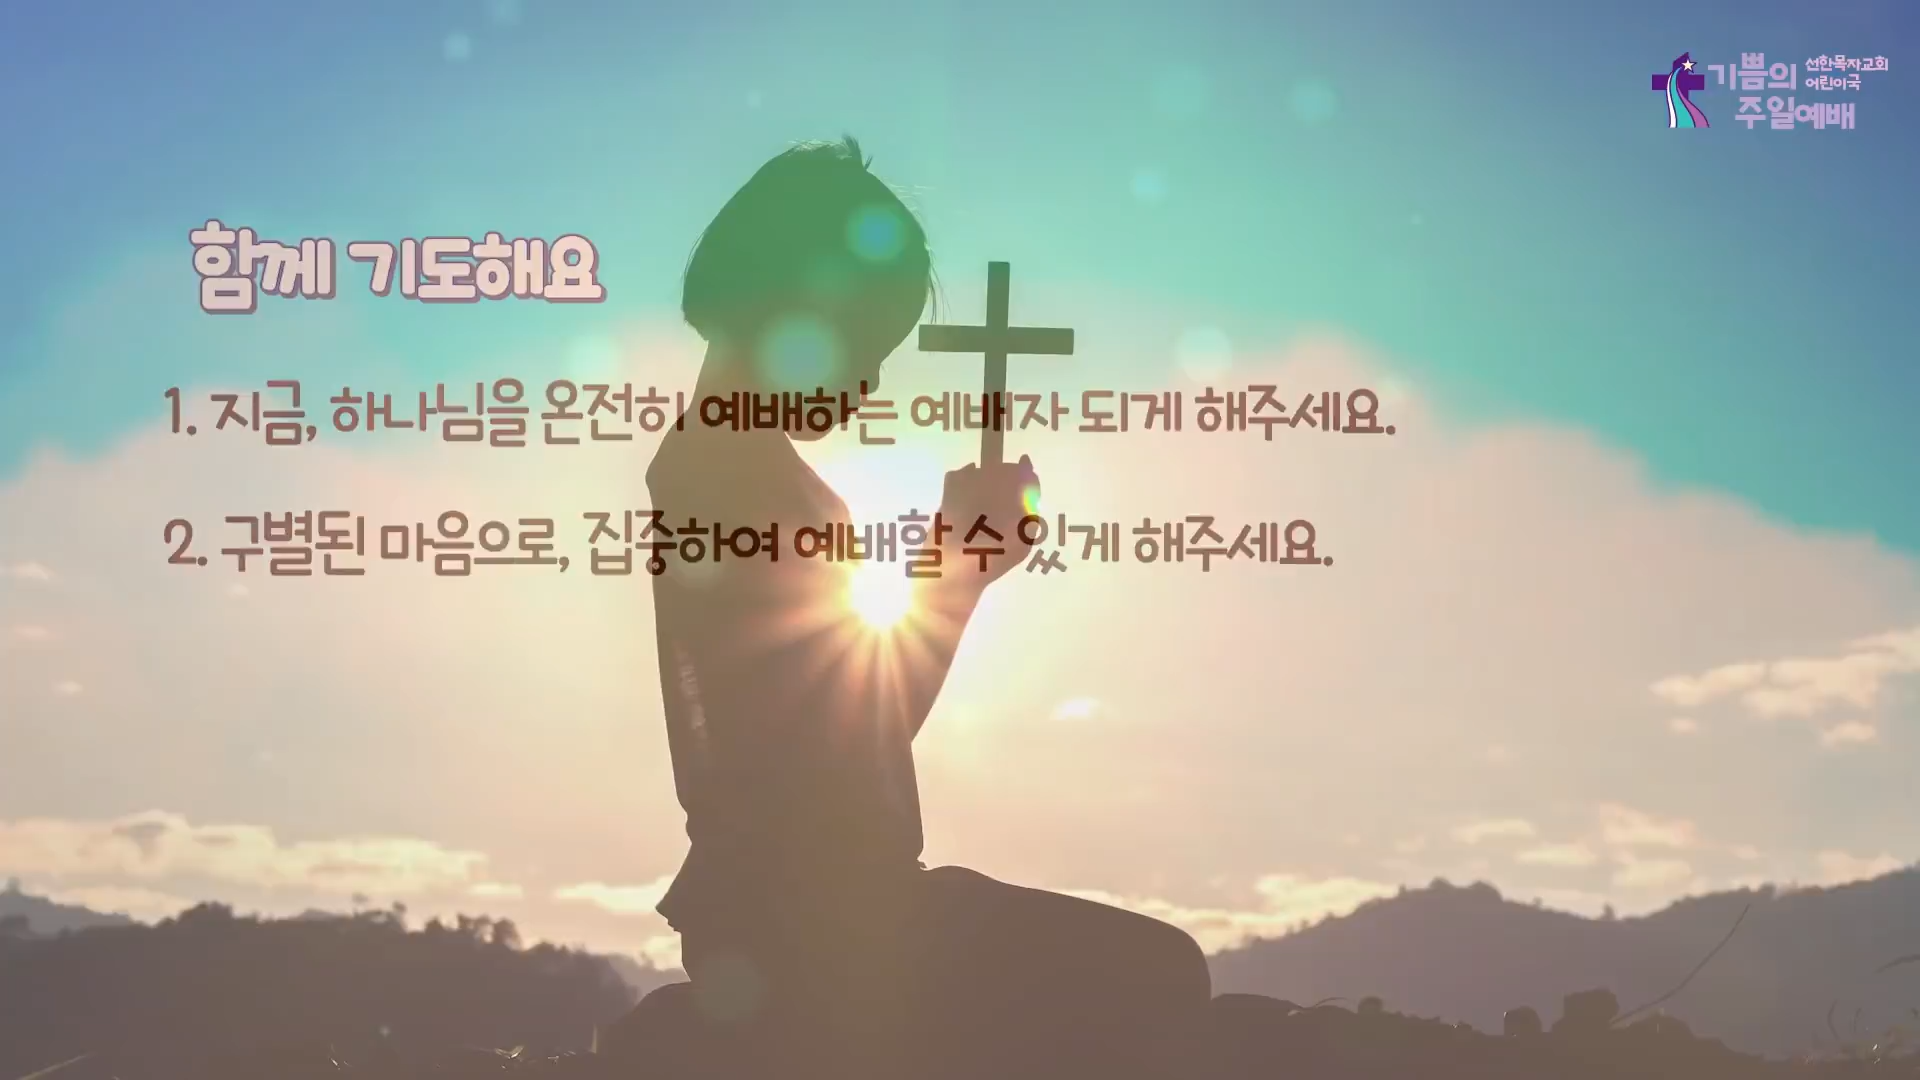 기쁨의 선한목자교회
어린이국
주일예배
함께 기도해요
1. 지금, 하나님을 온전히 예배하는 예배자 되게 해주세요.
2. 구별된 마음으로, 집중하여 예배할 수 있게 해주세요.